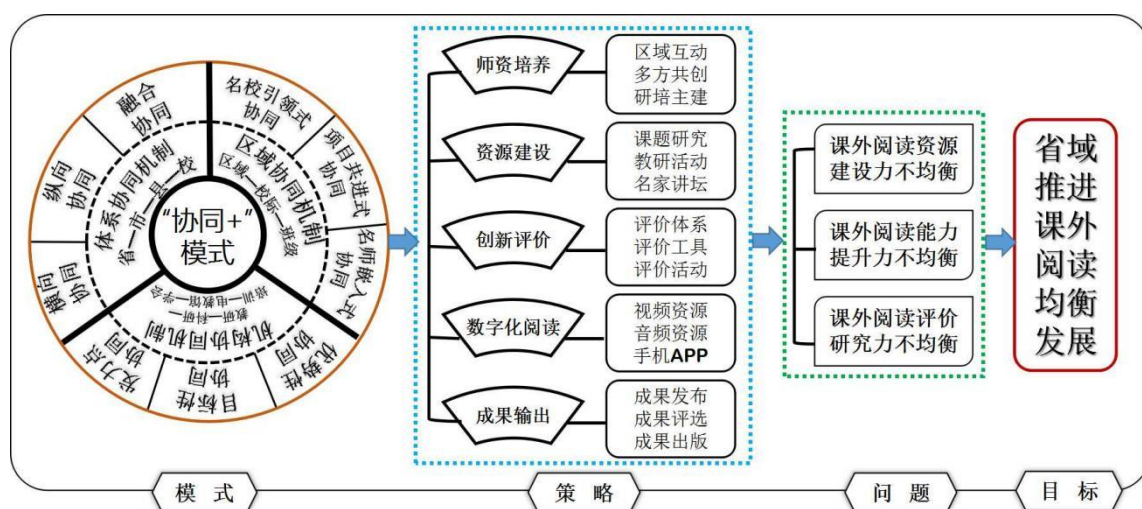 融合
协同
纵向
协同
横向
协同
体系协同机制
省—市—县—校
名校引领式
协同
项目共进式
协同
名师嵌入式
协同
区域协同机制
区域—校际—班级
“协同+”
模式
教研—科研—
培训—电教馆—学会
机构协同机制
发力点
协同
目标性
协同
优势性
协同
师资培养
区域互动
多方共创
研培主建
资源建设
课题研究
教研活动
名家讲坛
创新评价
评价体系
评价工具
评价活动
数字化阅读
视频资源
音频资源
手机APP
成果输出
成果发布
成果评选
成果出版
课外阅读资源
建设力不均衡
课外阅读能力
提升力不均衡
课外阅读评价
研究力不均衡
省域
推进
课外
阅读
均衡
发展
模 式
策 略
问 题
目 标